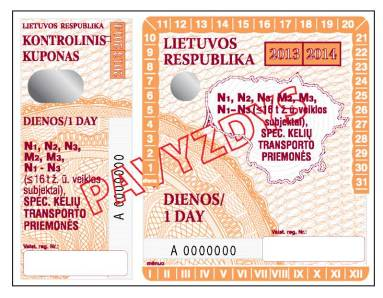 LIETUVOS RESPUBLIKA
KONTROLINIS
KUPONAS
2013 2014
DIENOS/1 DAY
N1, N2, N3,
M2, M3,
N1 - N3
(≤16 t ž. ū. veiklos
subjektai),
SPEC. KELIŲ
TRANSPORTO
PRIEMONĖS
Valst. reg. Nr.:
A 0000000
11 12 13 14 15 16 17 18 19 20
10 9 8 7 6 5 4 3 2 1
21 22 23 24 25 26 27 28 29 30 31
LIETUVOS
RESPUBLIKA
2013 2014
N1, N2, N3, M2, M3,
N1 - N3 (≤16 t ž. ū. veiklos
subjektai),
SPEC. KELIŲ
TRANSPORTO
PRIEMONĖS
PAVYZDYS
DIENOS/
1 DAY
A 0000000
Valst. reg. Nr.:
mėnuo
I II III IV V VI VII VIII IX X XI XII